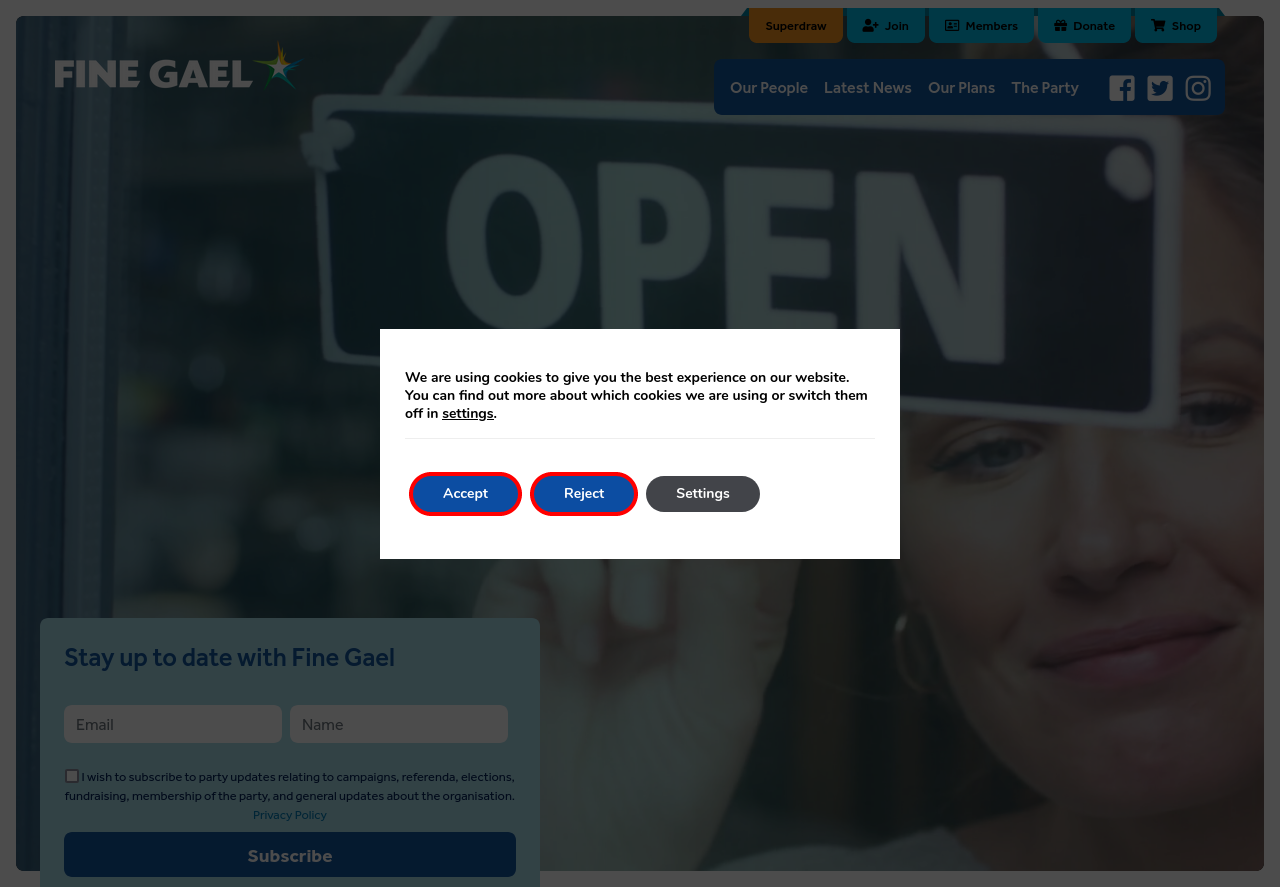 Superdraw
Join
Members
Donate
Shop
FINE GAEL
Our People
Latest News
Our Plans
The Party
OPEN
We are using cookies to give you the best experience on our website.
You can find out more about which cookies we are using or switch them
off in settings.
Accept
Reject
Settings
Stay up to date with Fine Gael
Email
Name
I wish to subscribe to party updates relating to campaigns, referenda, elections,
fundraising, membership of the party, and general updates about the organisation.
Privacy Policy
Subscribe